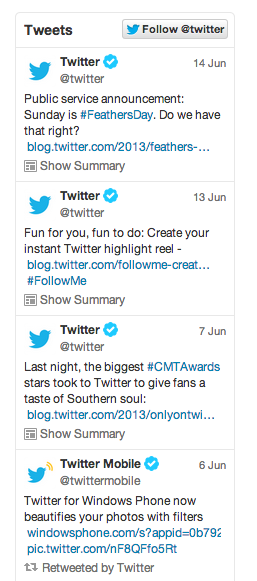 Tweets
Follow @twitter
Twitter
14 Jun
@twitter
Public service announcement:
Sunday is #FeathersDay. Do we have
that right?
blog.twitter.com/2013/feathers-…
Show Summary
Twitter
13 Jun
@twitter
Fun for you, fun to do: Create your
instant Twitter highlight reel -
blog.twitter.com/followme-creat…
#FollowMe
Show Summary
Twitter
7 Jun
@twitter
Last night, the biggest #CMTAwards
stars took to Twitter to give fans a
taste of Southern soul:
blog.twitter.com/2013/onlyontwi…
Show Summary
Twitter Mobile
6 Jun
@twittermobile
Twitter for Windows Phone now
beautifies your photos with filters
windowsphone.com/s?appid=0b792
pic.twitter.com/nF8QFfo5Rt
Retweeted by Twitter